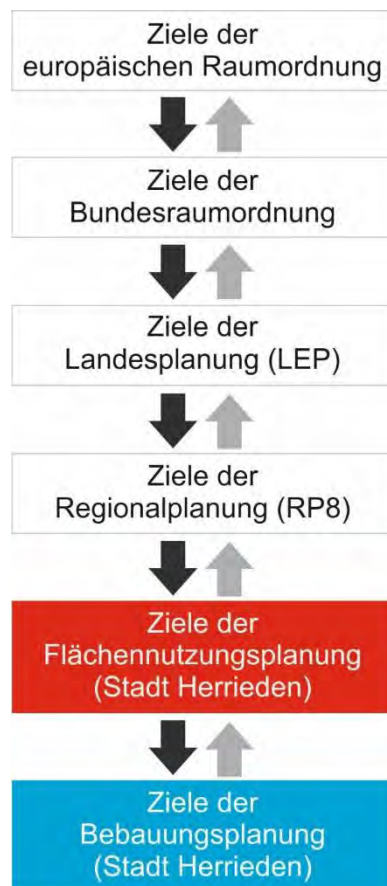 Ziele der
europäischen Raumordnung
Ziele der
Bundesraumordnung
Ziele der
Landesplanung (LEP)
Ziele der
Regionalplanung (RP8)
Ziele der
Flächennutzungsplanung
(Stadt Herrieden)
Ziele der
Bebauungsplanung
(Stadt Herrieden)